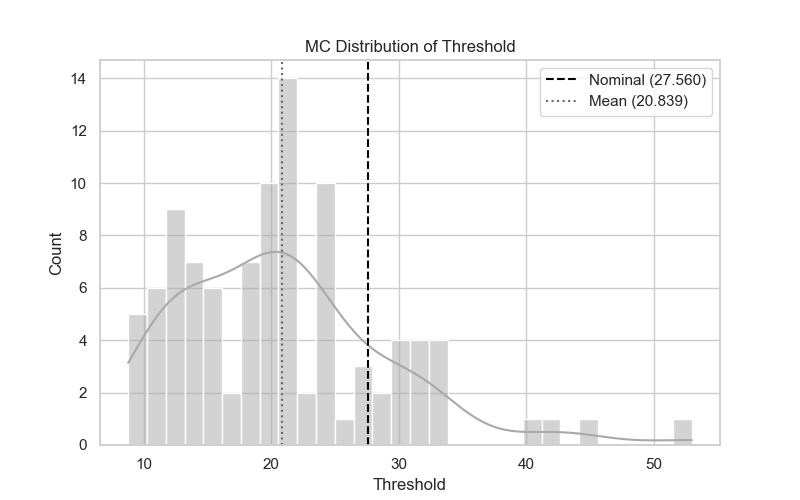 MC Distribution of Threshold
Nominal (27.560)
Mean (20.839)
14
12
10
8
6
4
2
0
Count
10
20
30
40
50
Threshold